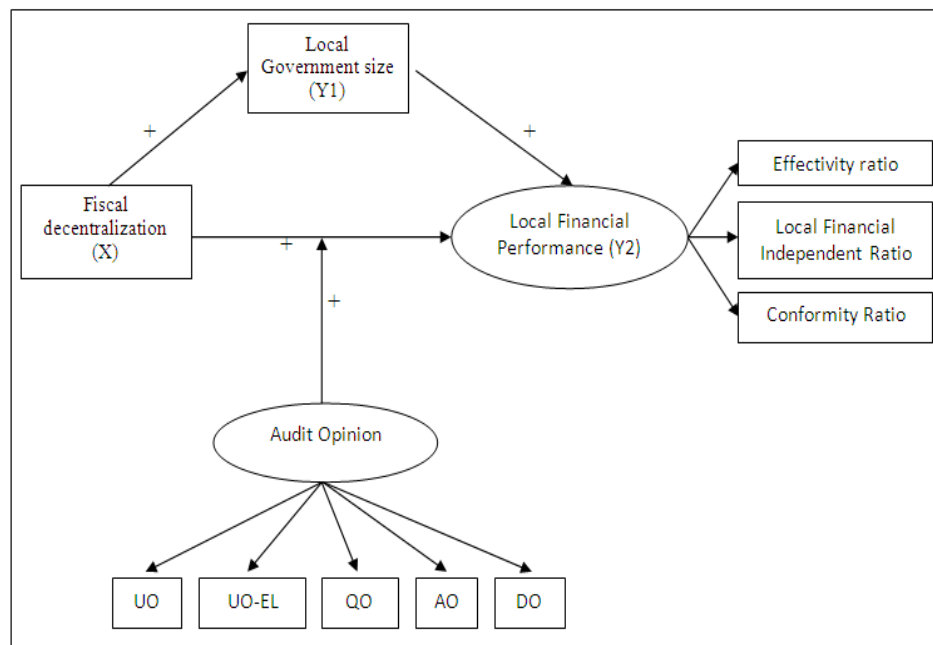 Local
Government size
(Y1)
+
+
Effectivity ratio
Fiscal
decentralization
(X)
+
Local Financial
Performance (Y2)
Local Financial
Independent Ratio
+
Conformity Ratio
Audit Opinion
UO
UO-EL
QO
AO
DO